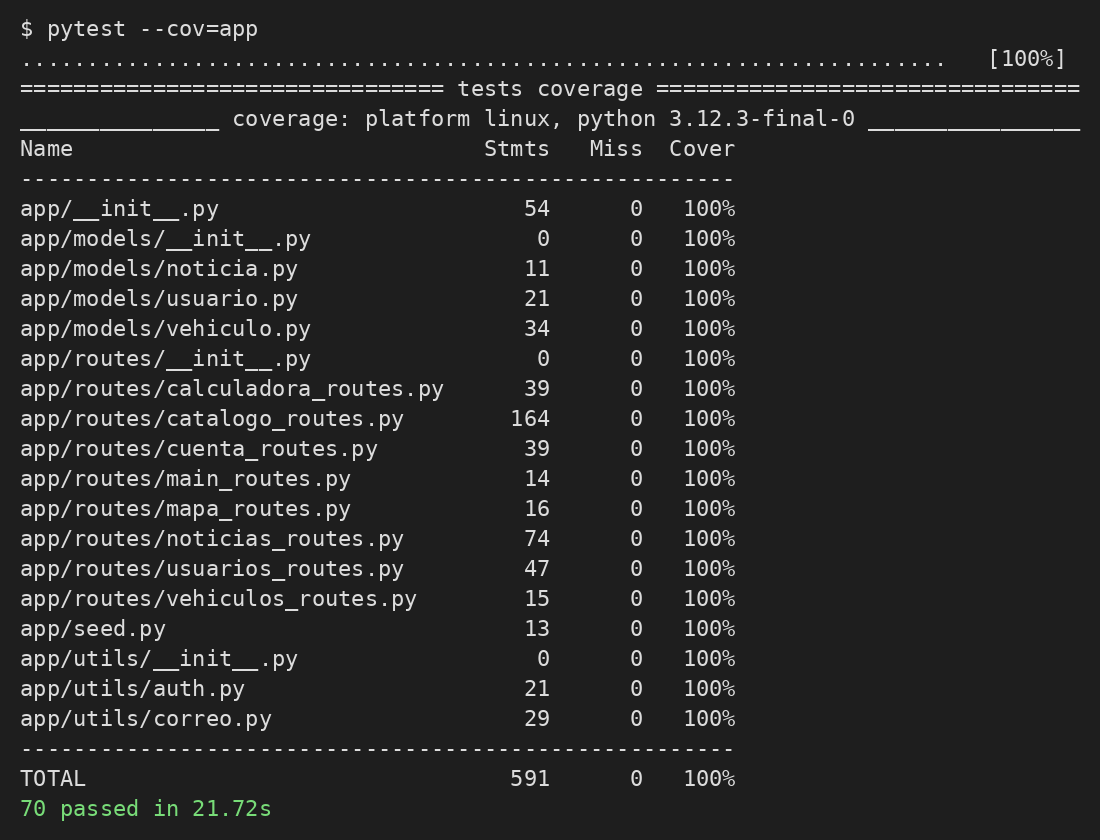 $ pytest --cov=app
......................................................................   [100%]
================================ tests coverage ================================
_______________ coverage: platform linux, python 3.12.3-final-0 ________________
Name                               Stmts   Miss  Cover
------------------------------------------------------
app/__init__.py                       54      0   100%
app/models/__init__.py                 0      0   100%
app/models/noticia.py                 11      0   100%
app/models/usuario.py                 21      0   100%
app/models/vehiculo.py                34      0   100%
app/routes/__init__.py                 0      0   100%
app/routes/calculadora_routes.py      39      0   100%
app/routes/catalogo_routes.py        164      0   100%
app/routes/cuenta_routes.py           39      0   100%
app/routes/main_routes.py             14      0   100%
app/routes/mapa_routes.py             16      0   100%
app/routes/noticias_routes.py         74      0   100%
app/routes/usuarios_routes.py         47      0   100%
app/routes/vehiculos_routes.py        15      0   100%
app/seed.py                           13      0   100%
app/utils/__init__.py                  0      0   100%
app/utils/auth.py                     21      0   100%
app/utils/correo.py                   29      0   100%
------------------------------------------------------
TOTAL                                591      0   100%
70 passed in 21.72s